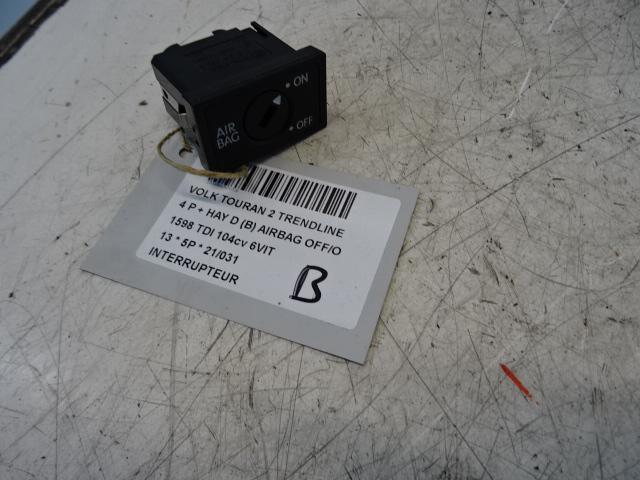 • ON
AIR
BAG
• OFF
VOLK TOURAN 2 TRENDLINE
4 P + HAY D (B) AIRBAG OFF/O
1598 TDI 104cv 6VIT
13 * 5P * 21/031
INTERRUPTEUR
B